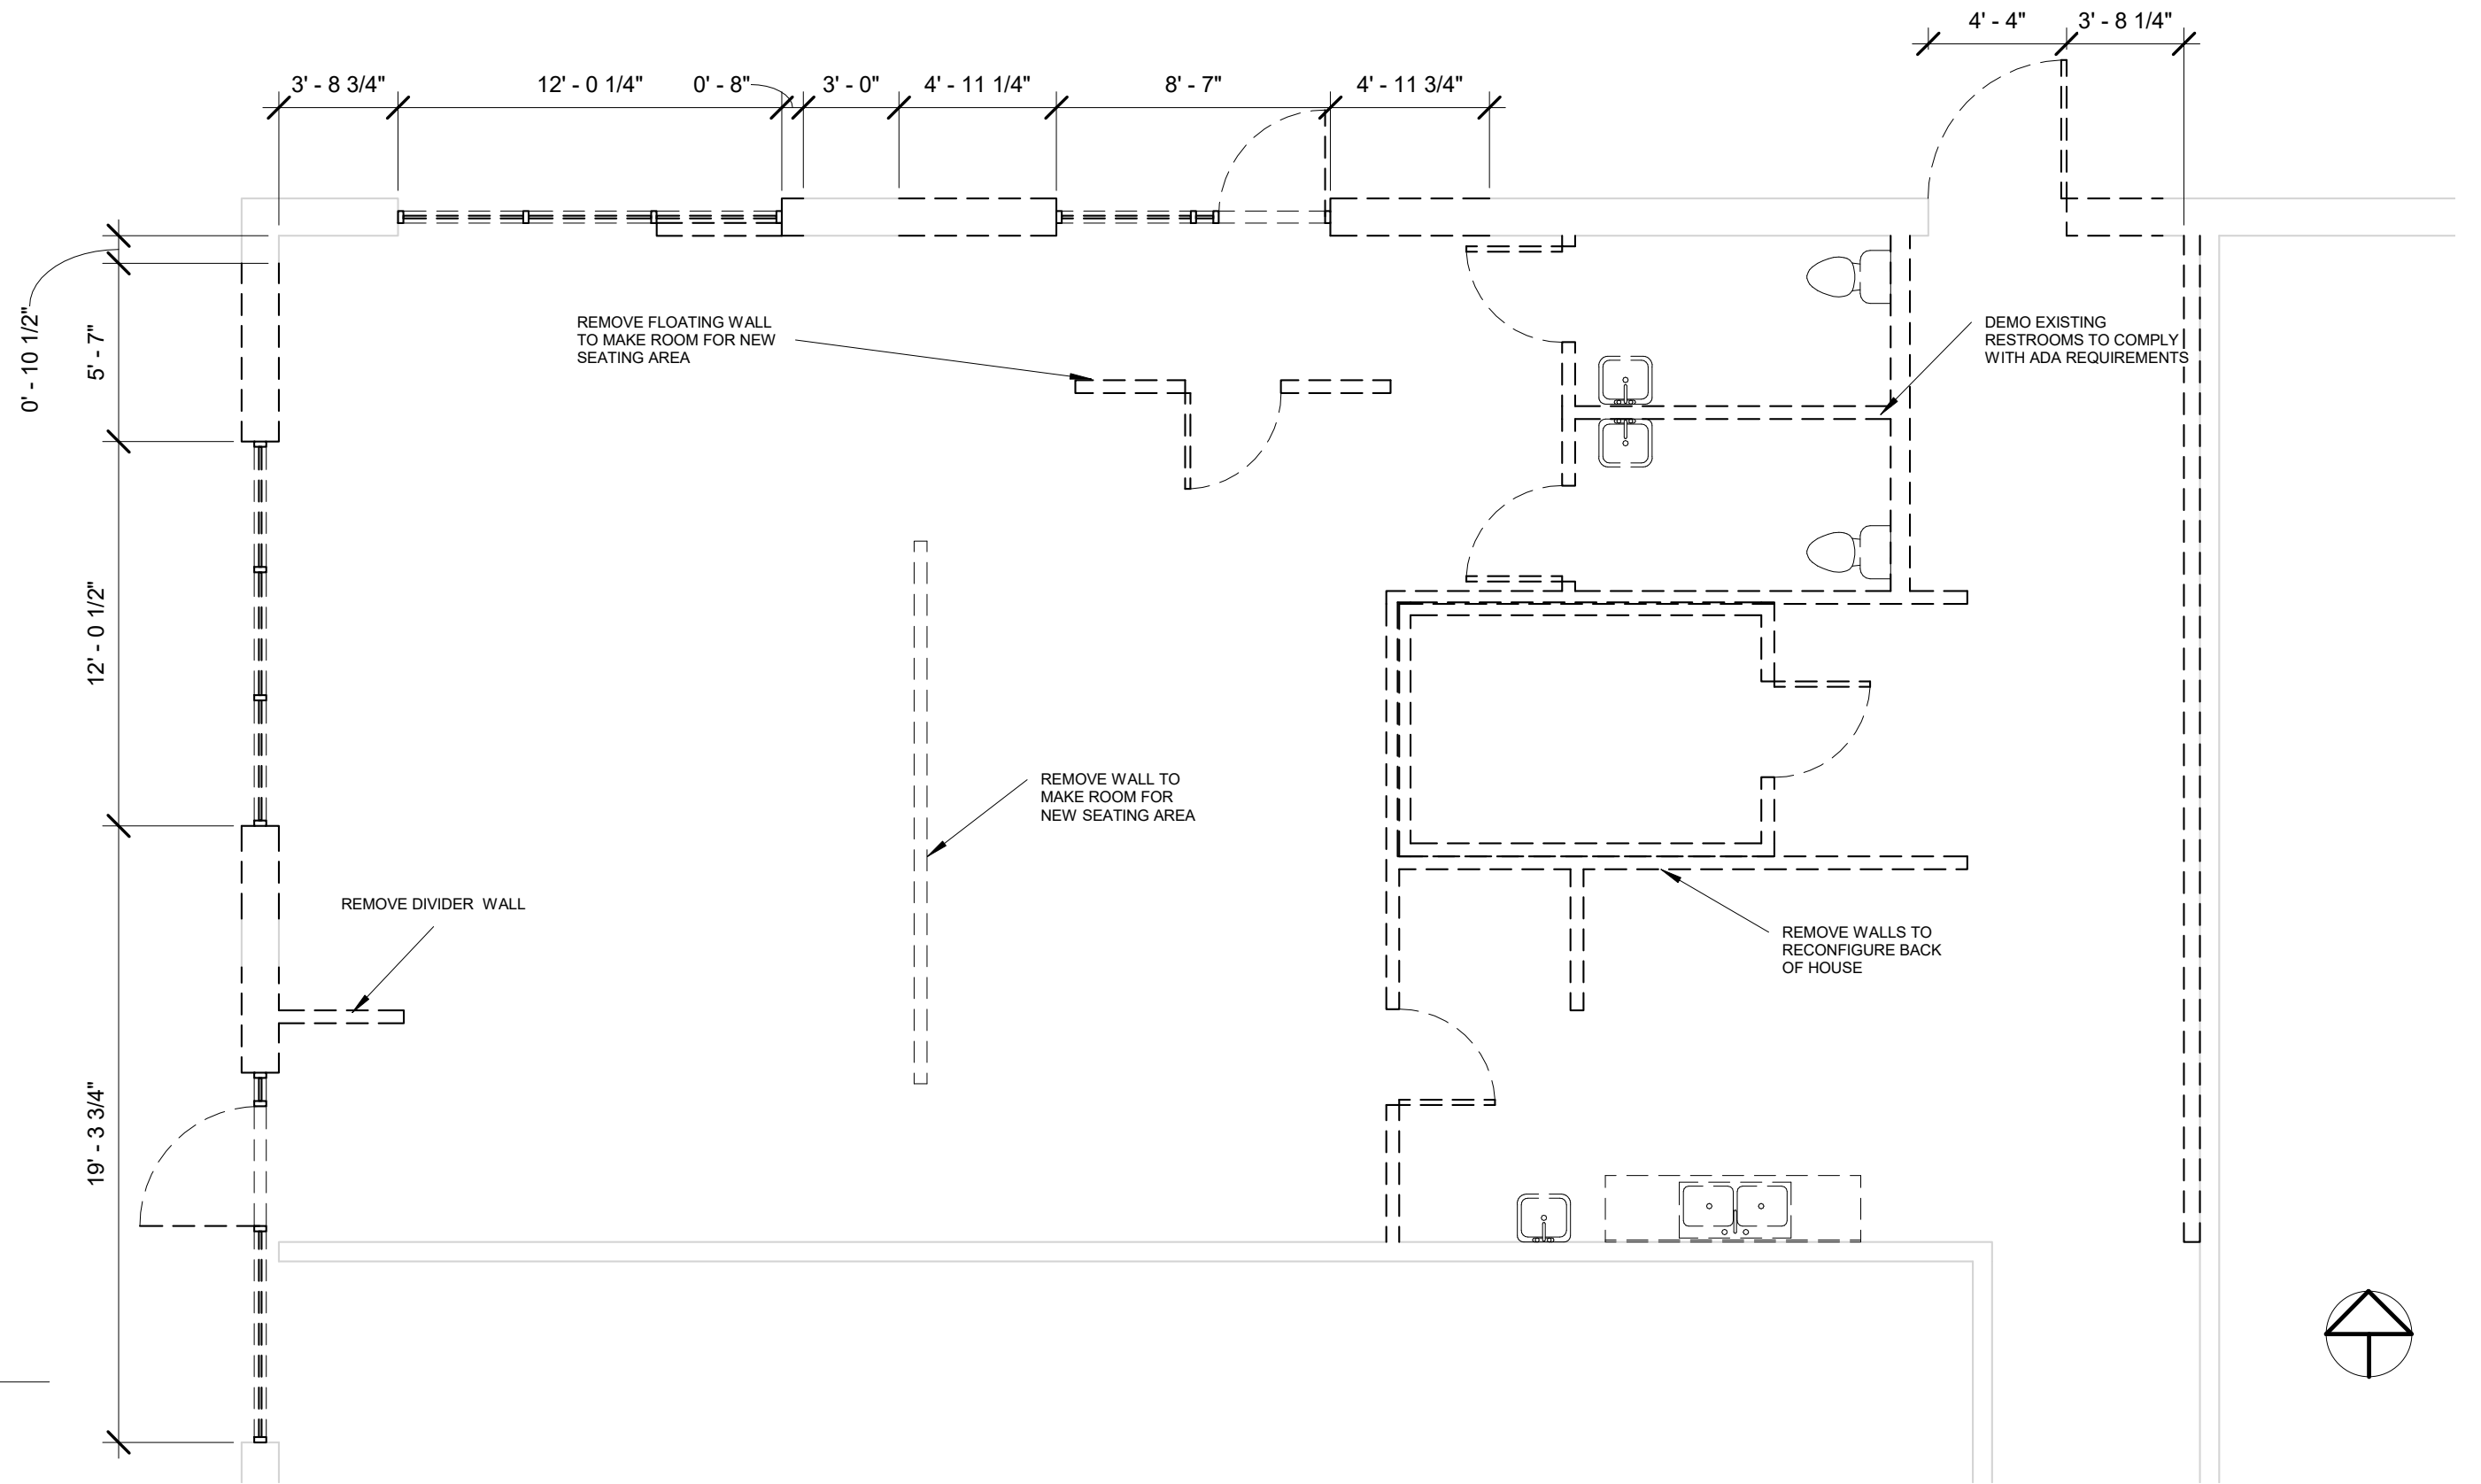 4' - 4"
3' - 8 1/4"
3' - 8 3/4"
12' - 0 1/4"
0' - 8"
3' - 0"
4' - 11 1/4"
8' - 7"
4' - 11 3/4"
0' - 10 1/2"
5' - 7"
12' - 0 1/2"
19' - 3 3/4"
REMOVE FLOATING WALL
TO MAKE ROOM FOR NEW
SEATING AREA
DEMO EXISTING
RESTROOMS TO COMPLY
WITH ADA REQUIREMENTS
REMOVE WALL TO
MAKE ROOM FOR
NEW SEATING AREA
REMOVE DIVIDER WALL
REMOVE WALLS TO
RECONFIGURE BACK
OF HOUSE